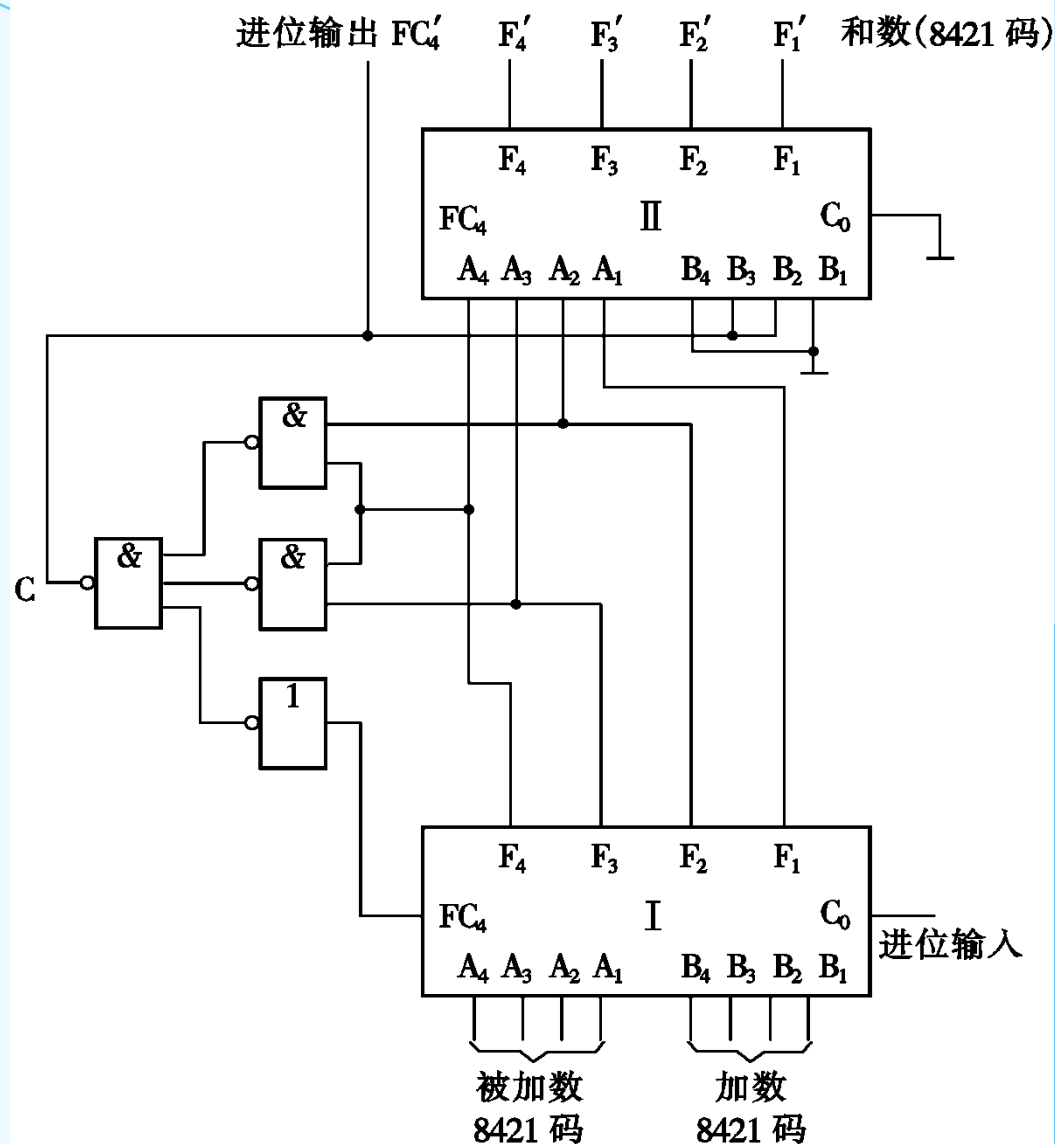 进位输出 FC₄′ F₄′ F₃′ F₂′ F₁′ 和数(8421 码)
F₄ F₃ F₂ F₁
FC₄ Ⅱ C₀
A₄ A₃ A₂ A₁ B₄ B₃ B₂ B₁
&
&
&
C
1
F₄ F₃ F₂ F₁
FC₄ Ⅰ C₀
进位输入
A₄ A₃ A₂ A₁ B₄ B₃ B₂ B₁
被加数 加数
8421 码 8421 码